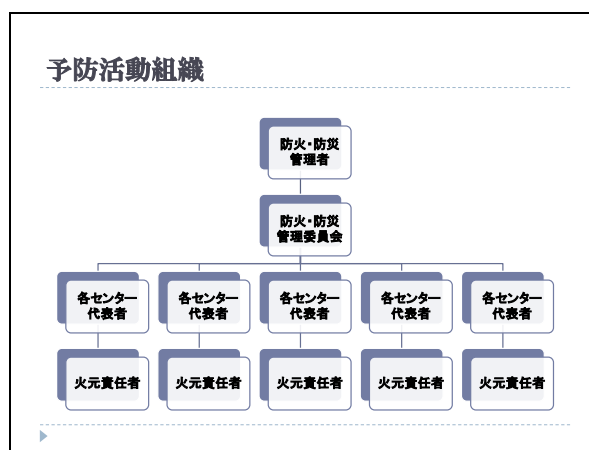 予防活動組織
防火・防災
管理者
防火・防災
管理委員会
各センター
代表者
各センター
代表者
各センター
代表者
各センター
代表者
各センター
代表者
火元責任者
火元責任者
火元責任者
火元責任者
火元責任者